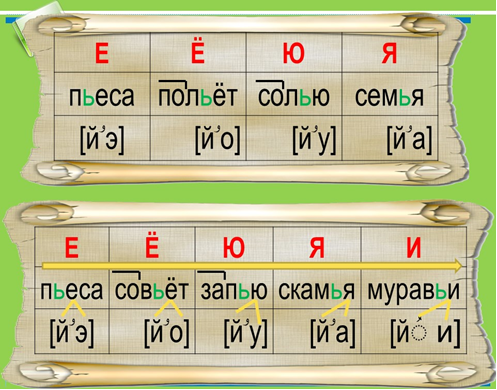 Е Ё Ю Я
пьеса польёт солью семья
[й’э] [й’о] [й’у] [й’а]
Е Ё Ю Я И
пьеса совьёт запью скамья муравьи
[й’э] [й’о] [й’у] [й’а] [й◌̓ и]